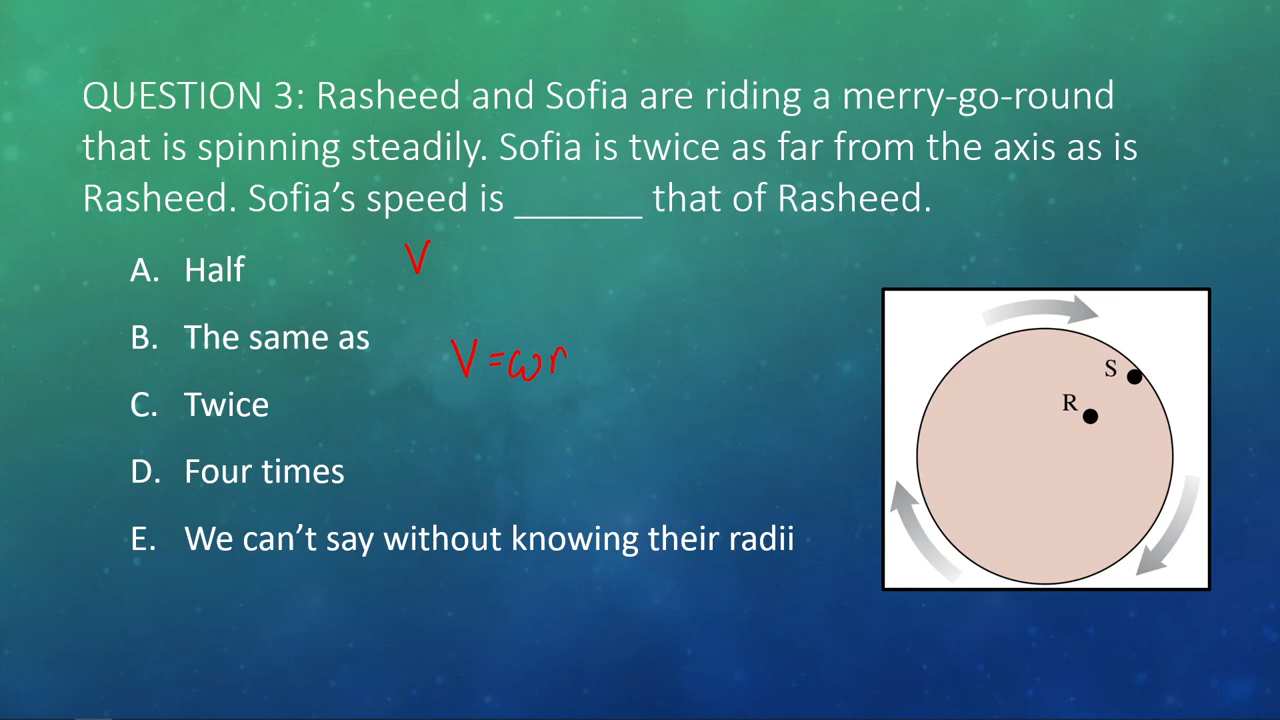 QUESTION 3: Rasheed and Sofia are riding a merry-go-round
that is spinning steadily. Sofia is twice as far from the axis as is
Rasheed. Sofia’s speed is _______ that of Rasheed.
A. Half
V
B. The same as
V = ωr
C. Twice
D. Four times
E. We can’t say without knowing their radii
S
R